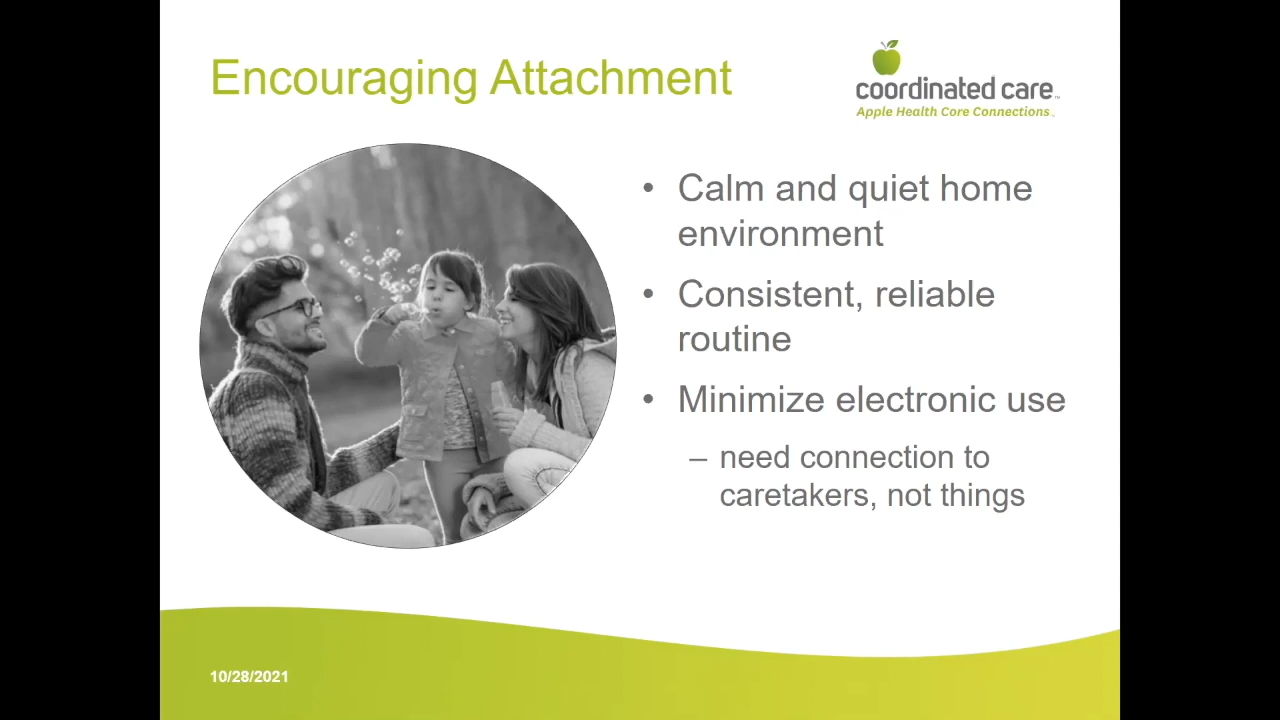 Encouraging Attachment
coordinated care™
Apple Health Core Connections
• Calm and quiet home
environment
• Consistent, reliable
routine
• Minimize electronic use
– need connection to
caretakers, not things
10/28/2021